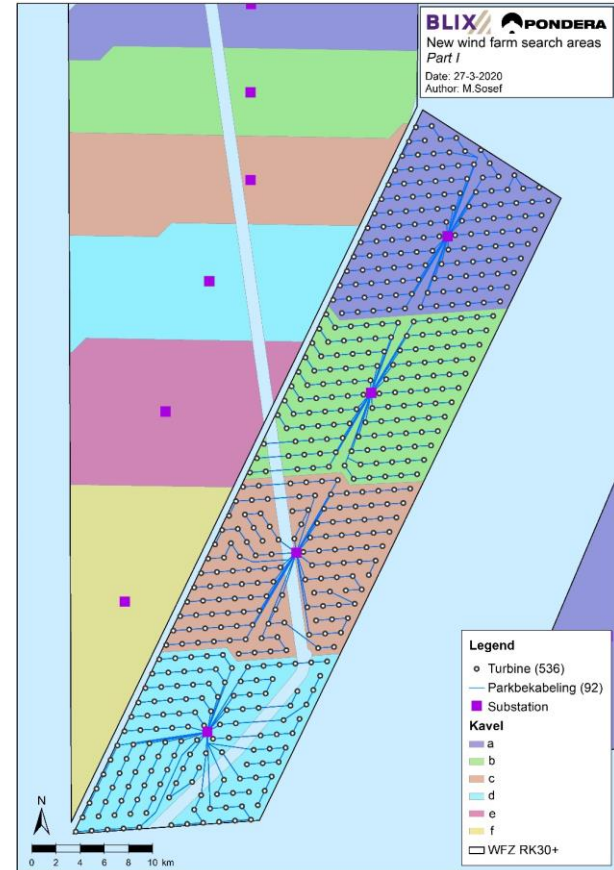 BLIX PONDERA
New wind farm search areas
Part I
Date: 27-3-2020
Author: M.Sosef
Legend
Turbine (536)
Parkbekabeling (92)
Substation
Kavel
a
b
c
d
e
f
WFZ RK30+
N
0 2 4 6 8 10 km